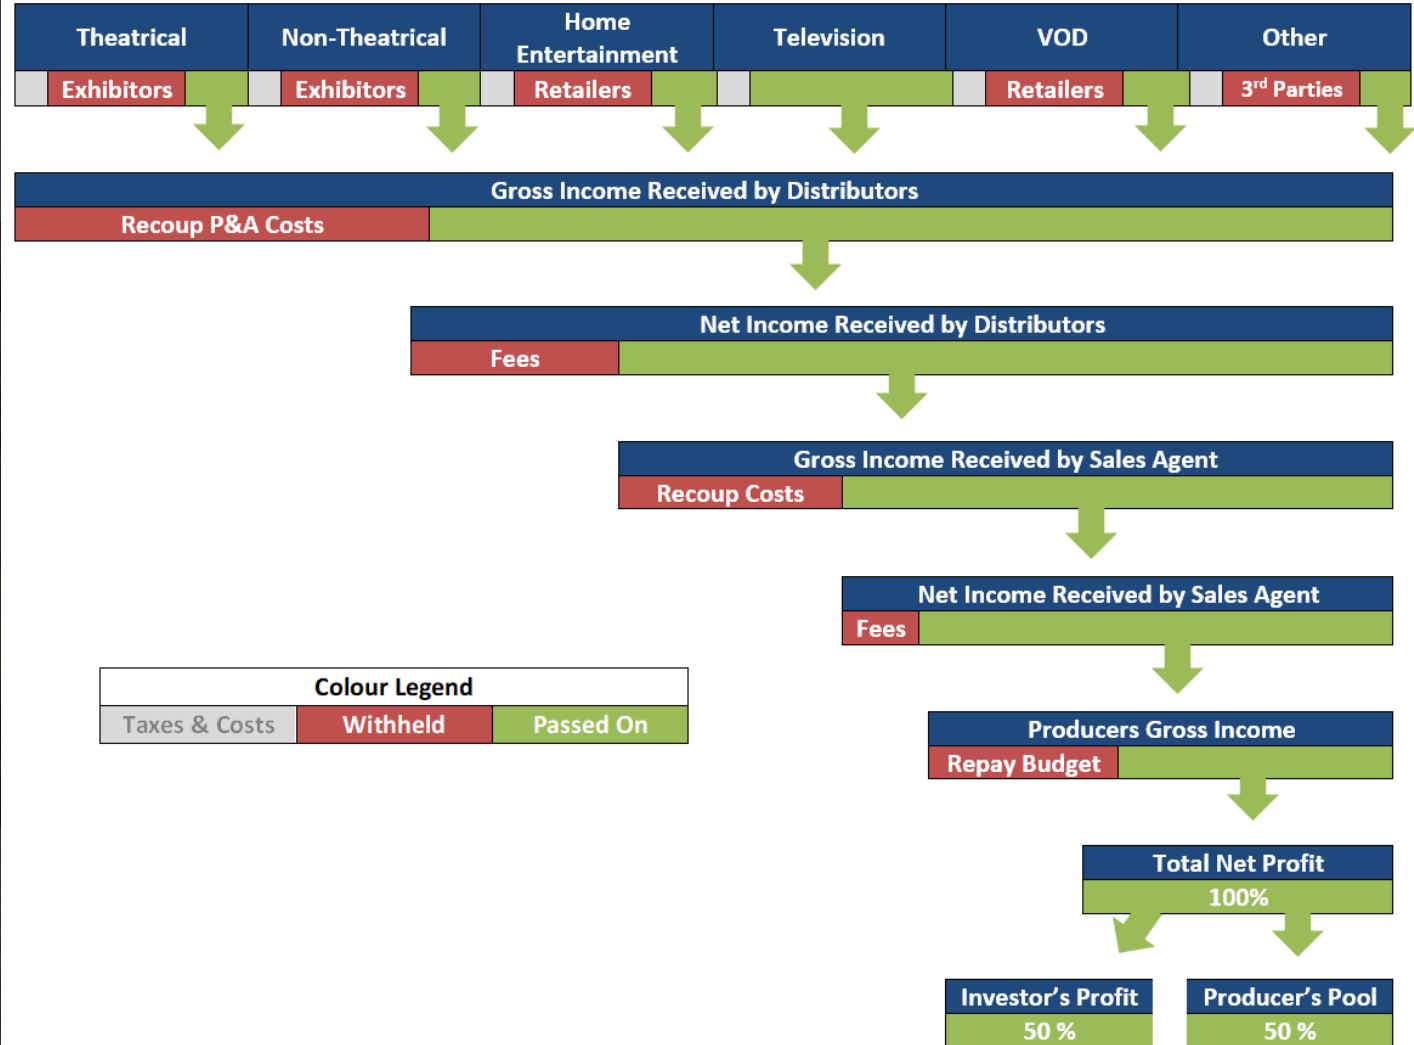 Theatrical
Non-Theatrical
Home
Entertainment
Television
VOD
Other
Exhibitors
Exhibitors
Retailers
Retailers
3rd Parties
Gross Income Received by Distributors
Recoup P&A Costs
Net Income Received by Distributors
Fees
Gross Income Received by Sales Agent
Recoup Costs
Net Income Received by Sales Agent
Fees
Colour Legend
Taxes & Costs
Withheld
Passed On
Producers Gross Income
Repay Budget
Total Net Profit
100%
Investor's Profit
Producer's Pool
50 %
50 %